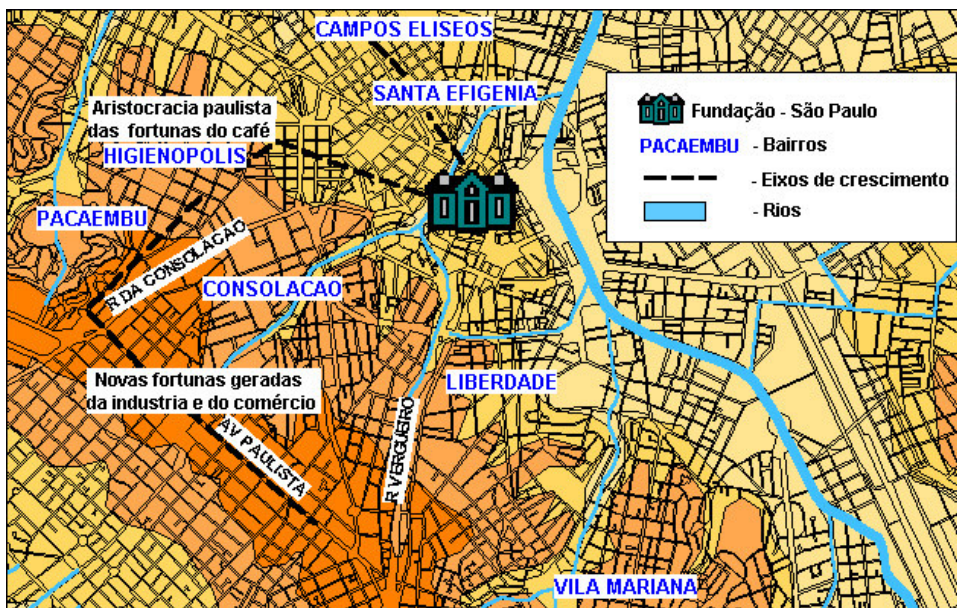 CAMPOS ELISEOS
SANTA EFIGENIA
Aristocracia paulista
das fortunas do café
HIGIENOPOLIS
PACAEMBU
R DA CONSOLACAO
CONSOLACAO
Novas fortunas geradas
da industria e do comércio
AV PAULISTA
R VERGUEIRO
LIBERDADE
VILA MARIANA
Fundação - São Paulo
PACAEMBU - Bairros
- Eixos de crescimento
- Rios